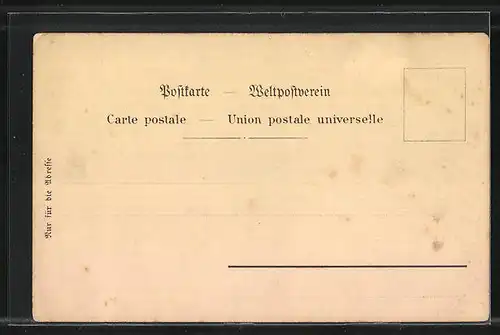 Postkarte — Weltpostverein
Carte postale — Union postale universelle
Nur für die Adresse